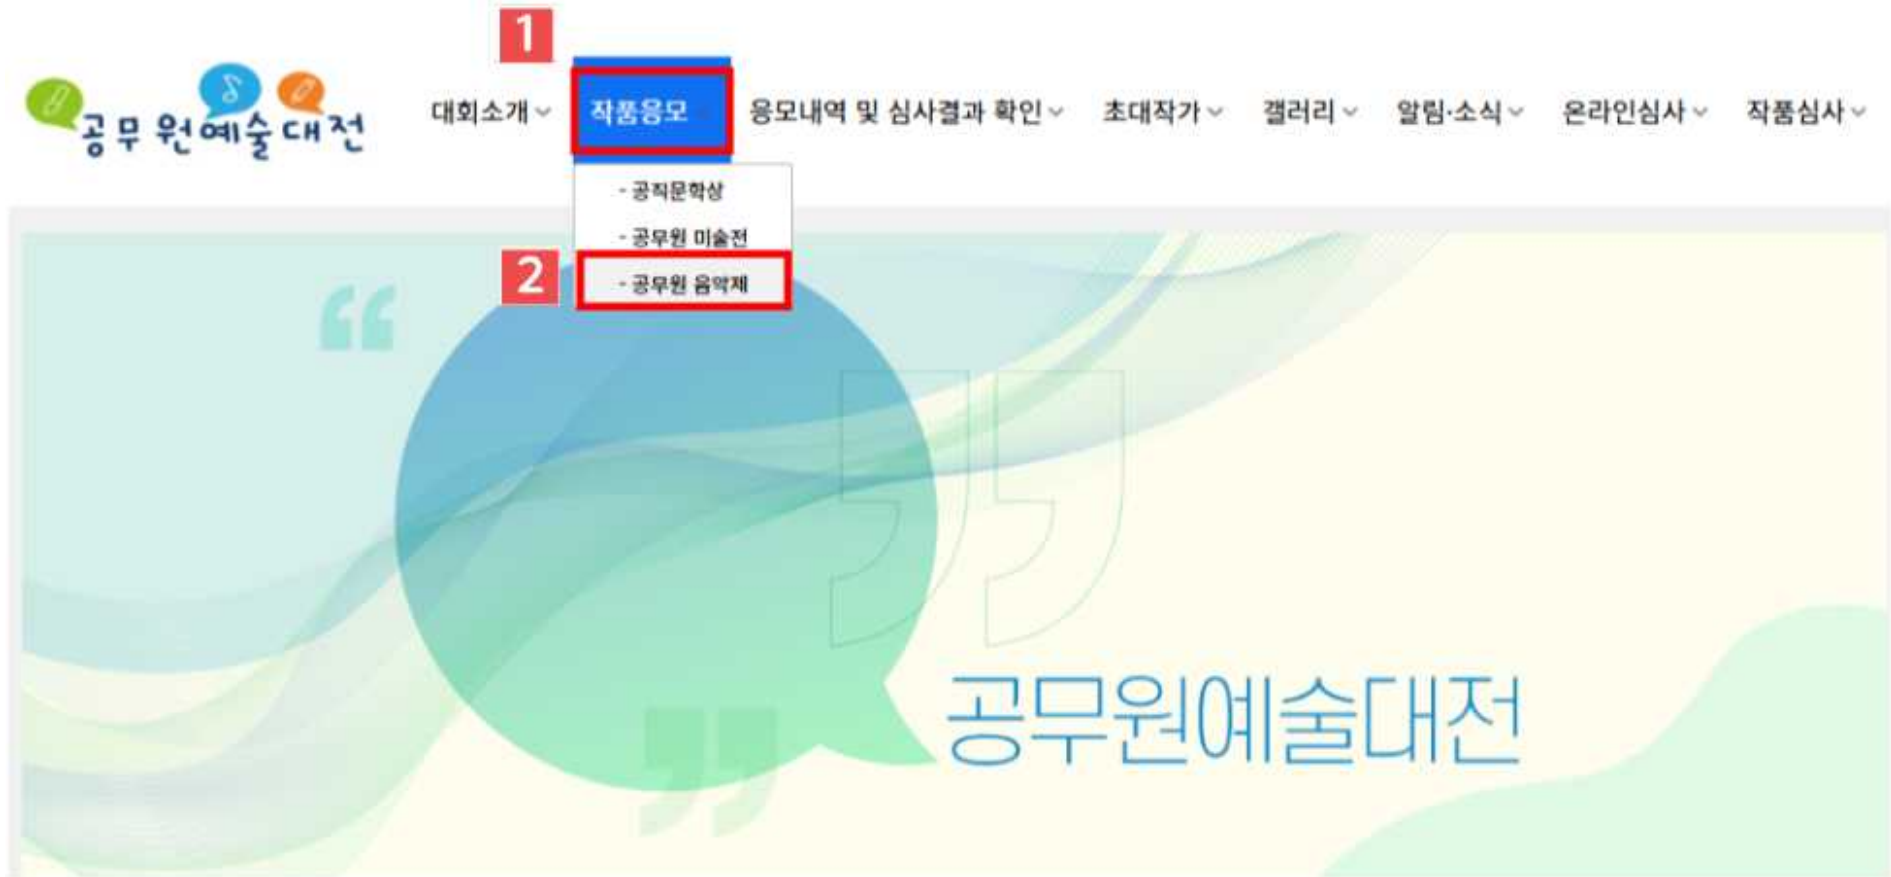 1
공무원예술대전
대회소개 작품응모 응모내역 및 심사결과 확인 초대작가 갤러리 알림·소식 온라인심사 작품심사
- 공직문학상
- 공무원 미술전
2
- 공무원 음악제
공무원예술대전